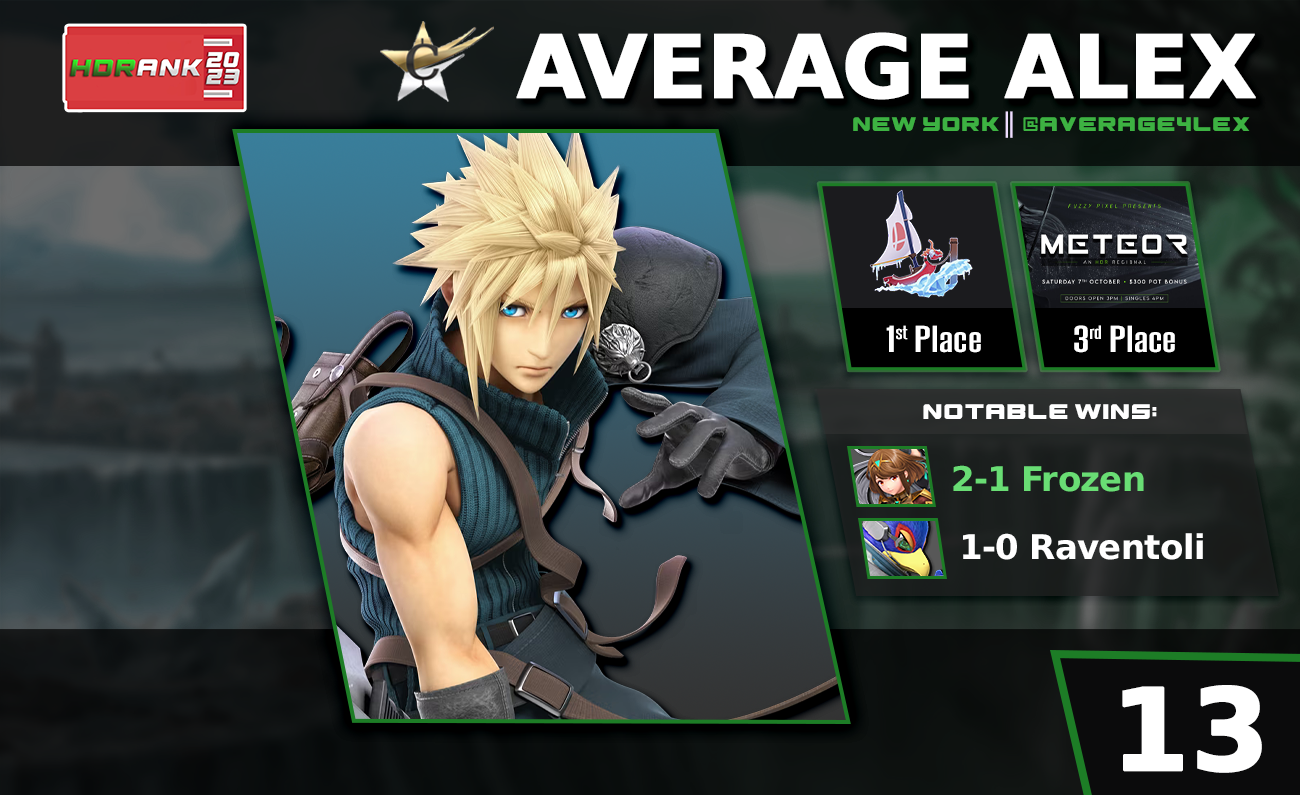 HDRANK 2023
C
AVERAGE ALEX
NEW YORK || @AVERAGE4LEX
FUZZY PIXEL PRESENTS
METEOR
AN HDR REGIONAL
SATURDAY 7TH OCTOBER - $300 POT BONUS
DOORS OPEN 3PM | SINGLES 4PM
1st Place
3rd Place
NOTABLE WINS:
2-1 Frozen
1-0 Raventoli
13